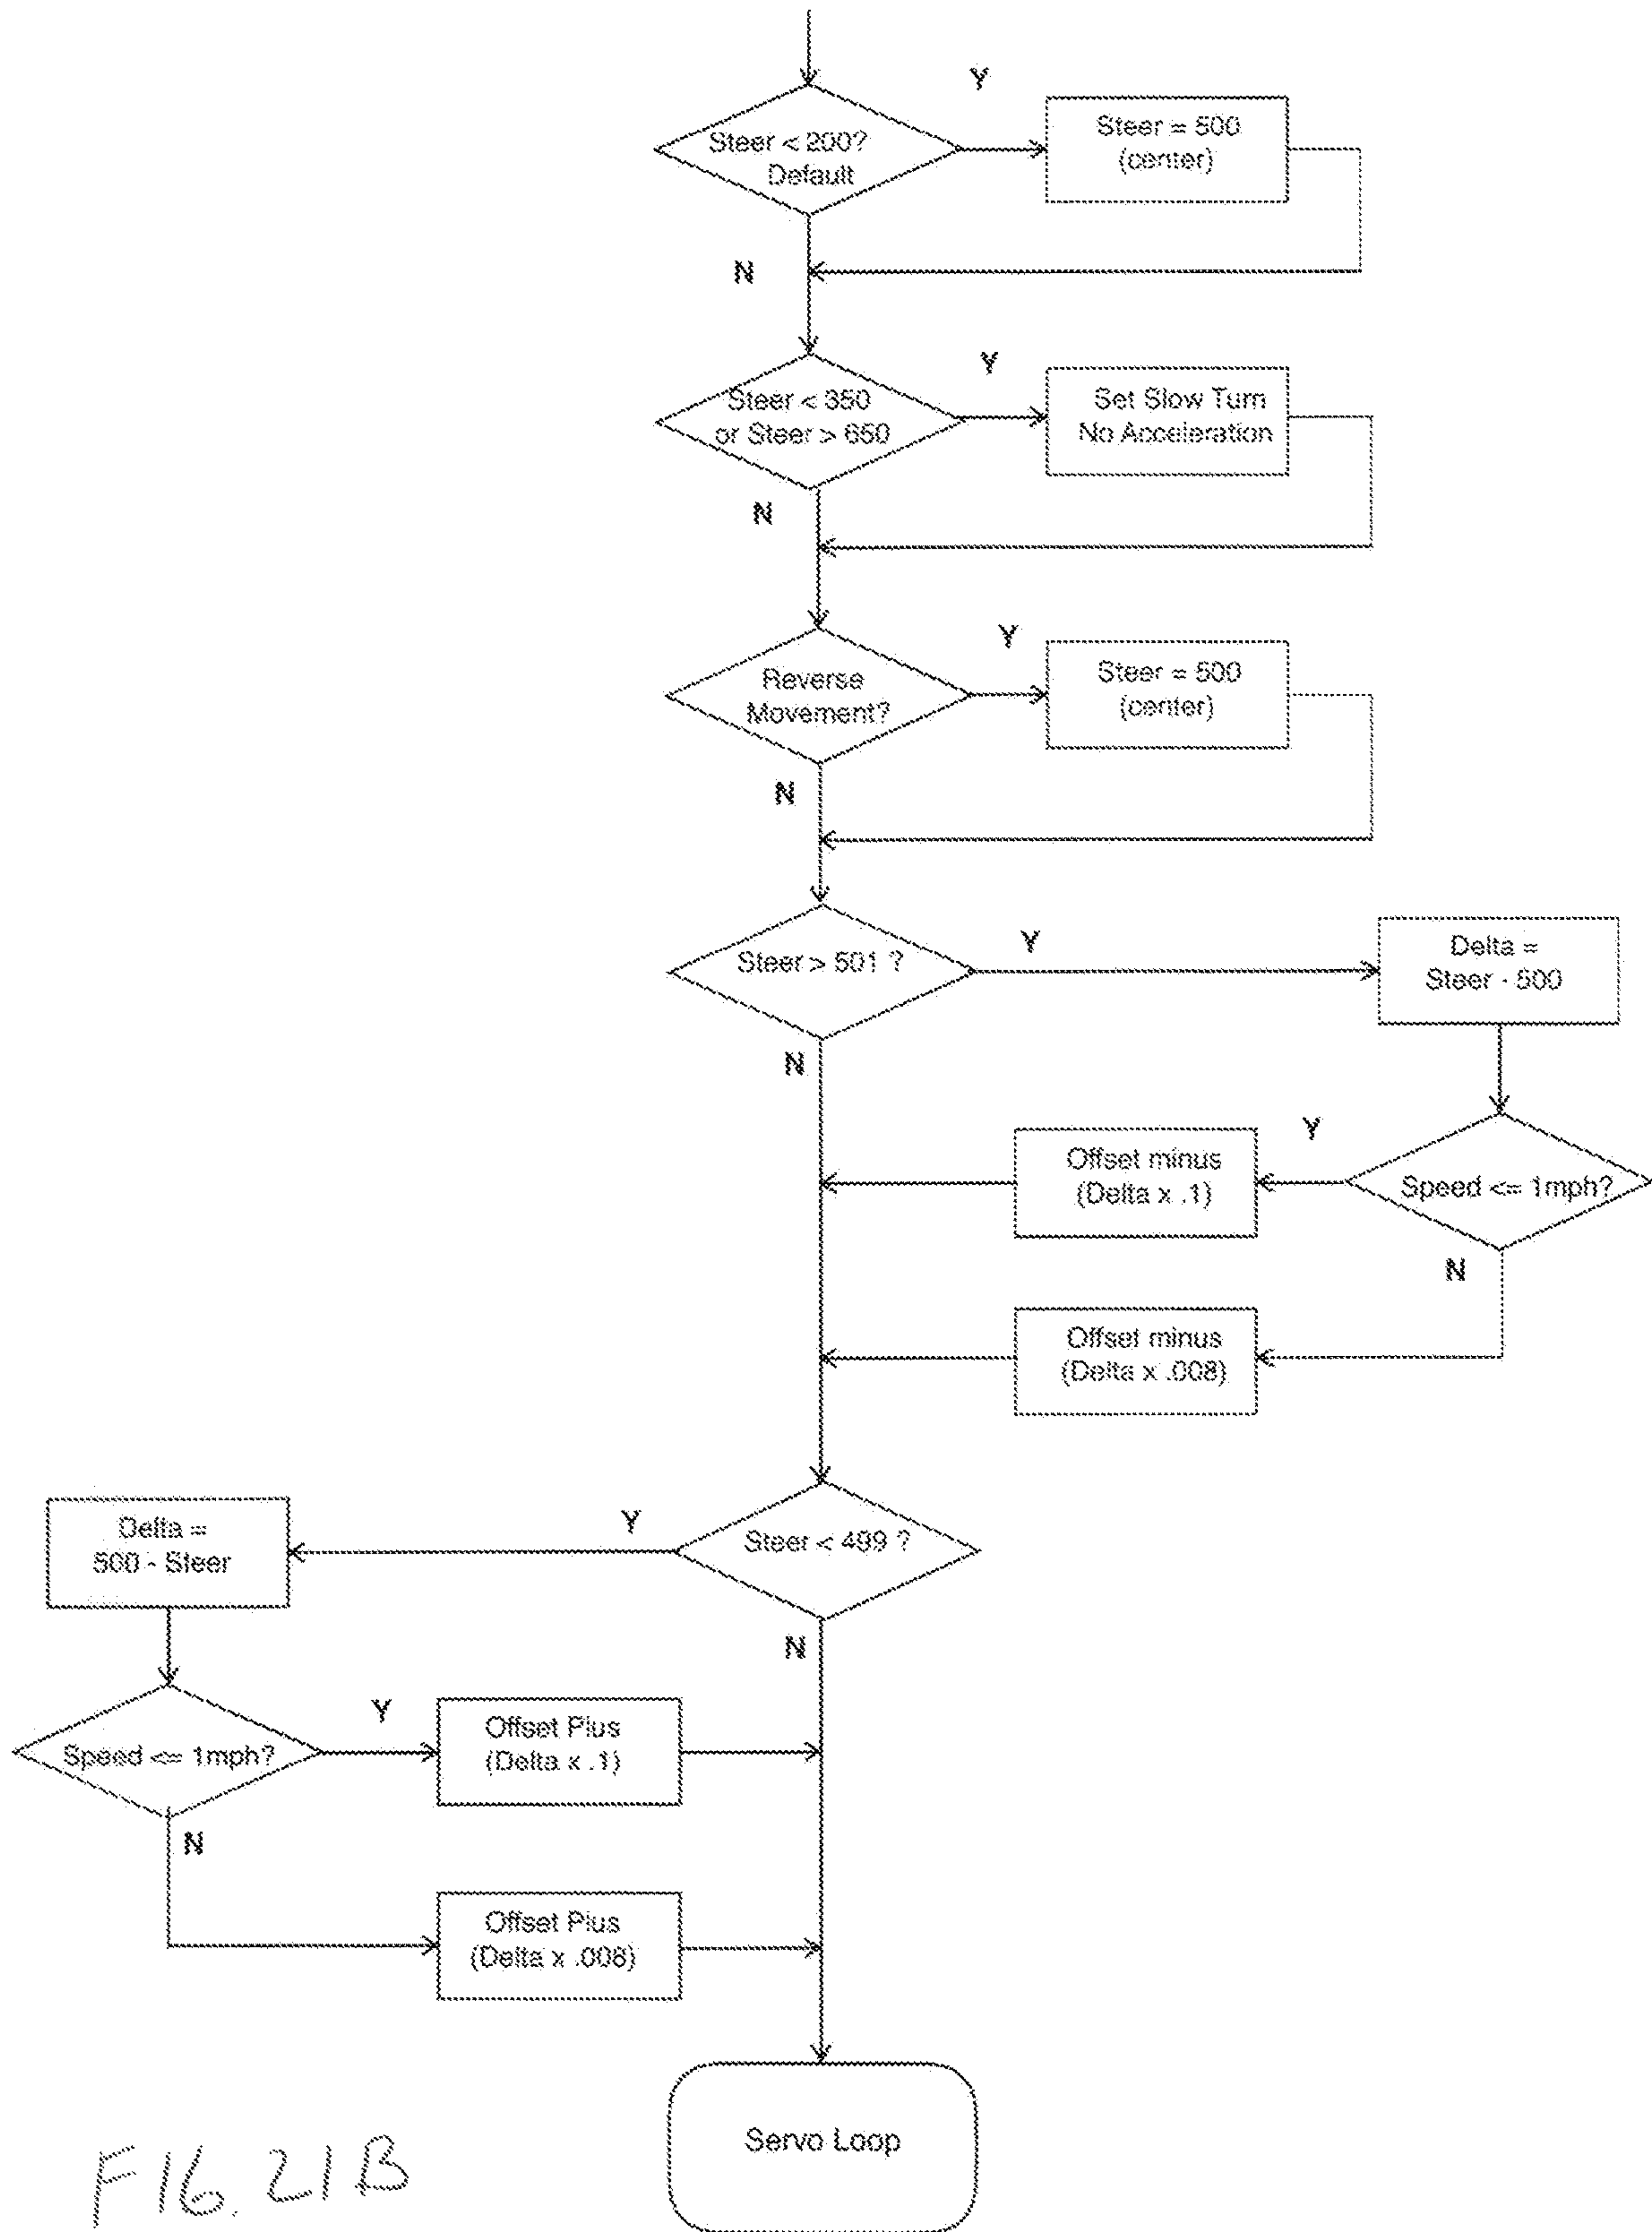 Y
Steer < 200?
Default
Steer = 500
(center)
N
Y
Steer < 350
or Steer > 650
Set Slow Turn
No Acceleration
N
Y
Reverse
Movement?
Steer = 500
(center)
N
Steer > 501 ?
Y
Delta =
Steer - 500
N
Y
Offset minus
(Delta x .1)
Speed <= 1mph?
N
Offset minus
(Delta x .008)
Delta =
500 - Steer
Y
Steer < 499 ?
N
Speed <= 1mph?
Y
Offset Plus
(Delta x .1)
N
Offset Plus
(Delta x .008)
Servo Loop
FIG. 21B